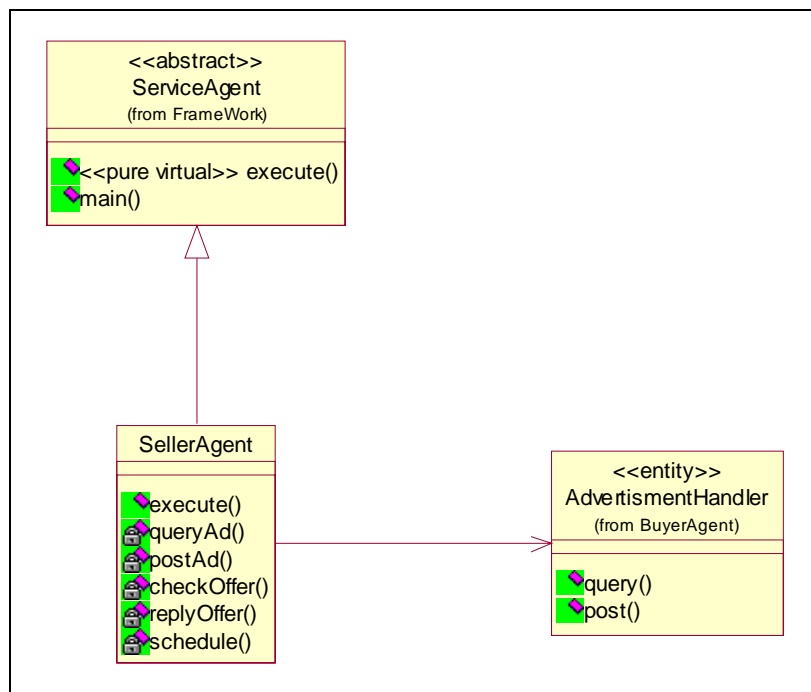 <<abstract>>
ServiceAgent
(from FrameWork)
<<pure virtual>> execute()
main()
SellerAgent
execute()
queryAd()
postAd()
checkOffer()
replyOffer()
schedule()
<<entity>>
AdvertismentHandler
(from BuyerAgent)
query()
post()